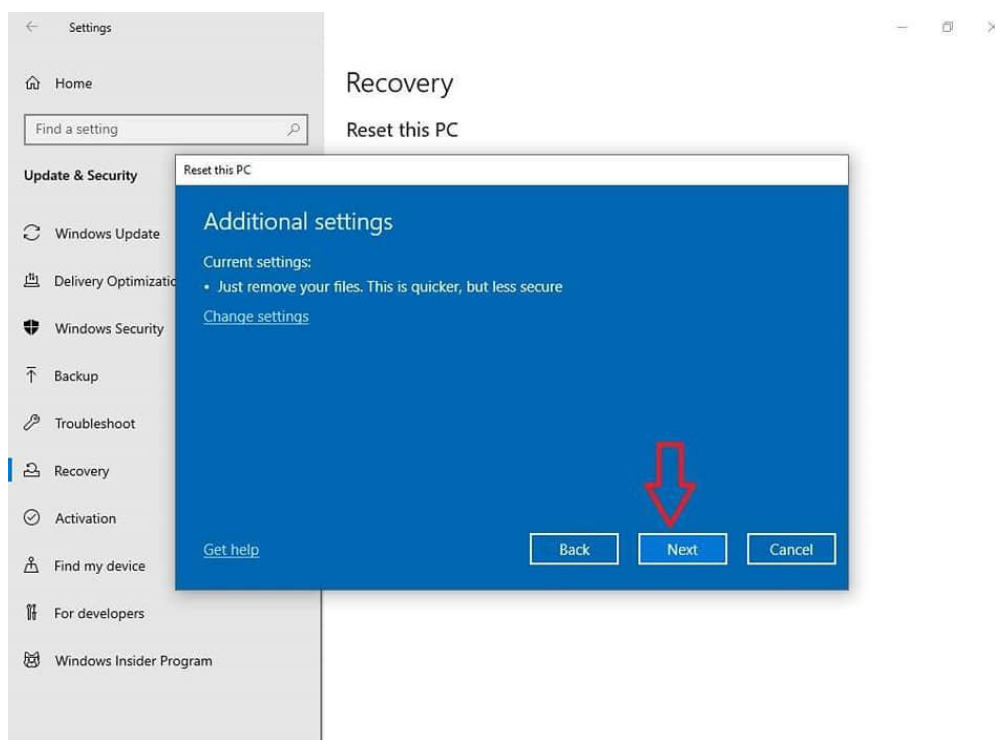 Settings
Home
Find a setting
Update & Security
Windows Update
Delivery Optimizatio
Windows Security
Backup
Troubleshoot
Recovery
Activation
Find my device
For developers
Windows Insider Program
Recovery
Reset this PC
Reset this PC
Additional settings
Current settings:
• Just remove your files. This is quicker, but less secure
Change settings
Get help
Back
Next
Cancel